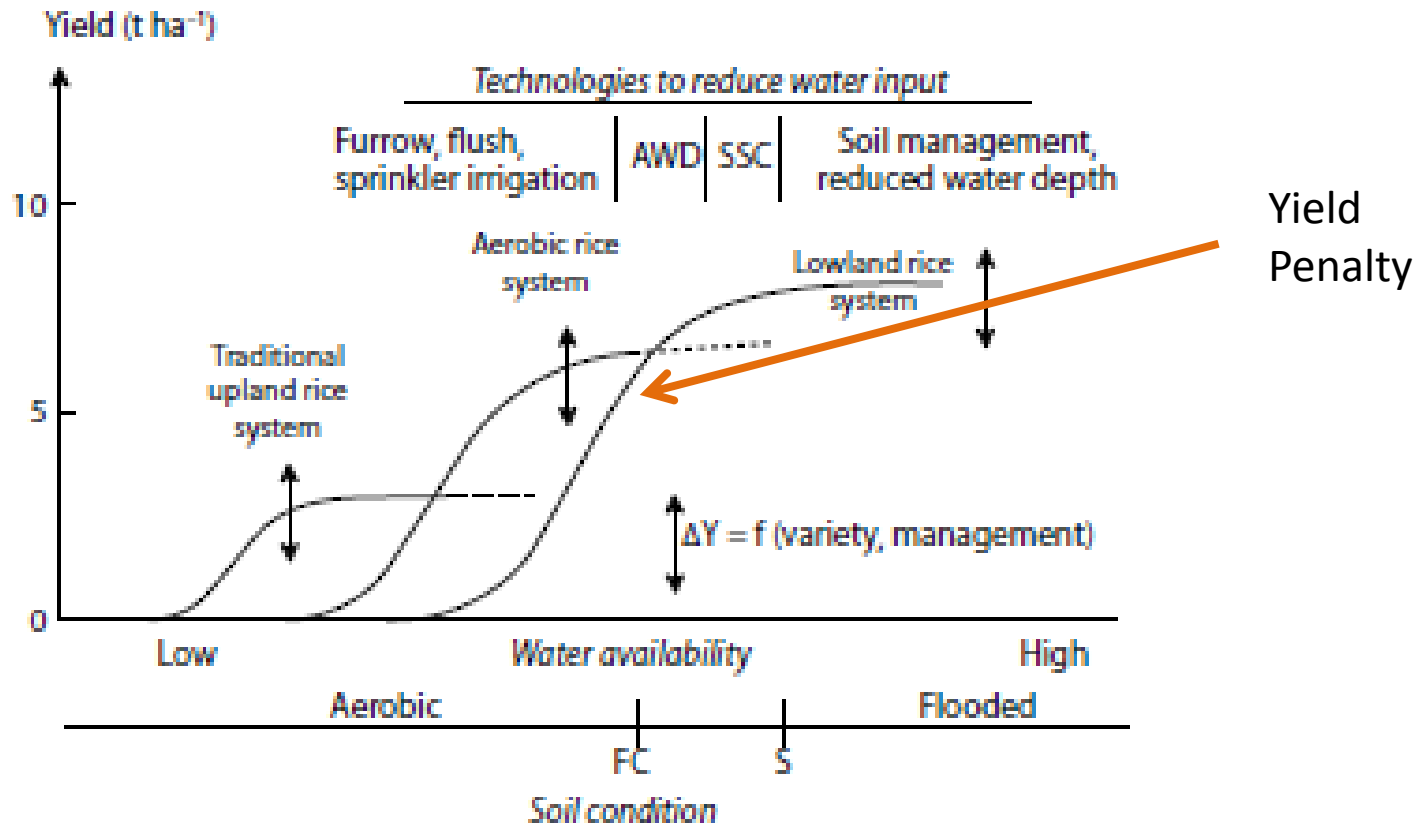 Yield (t ha⁻¹)
Technologies to reduce water input
Furrow, flush,
sprinkler irrigation
AWD
SSC
Soil management,
reduced water depth
10
5
0
Yield
Penalty
Aerobic rice
system
Lowland rice
system
Traditional
upland rice
system
ΔY = f (variety, management)
Low
Water availability
High
Aerobic
Flooded
FC
S
Soil condition